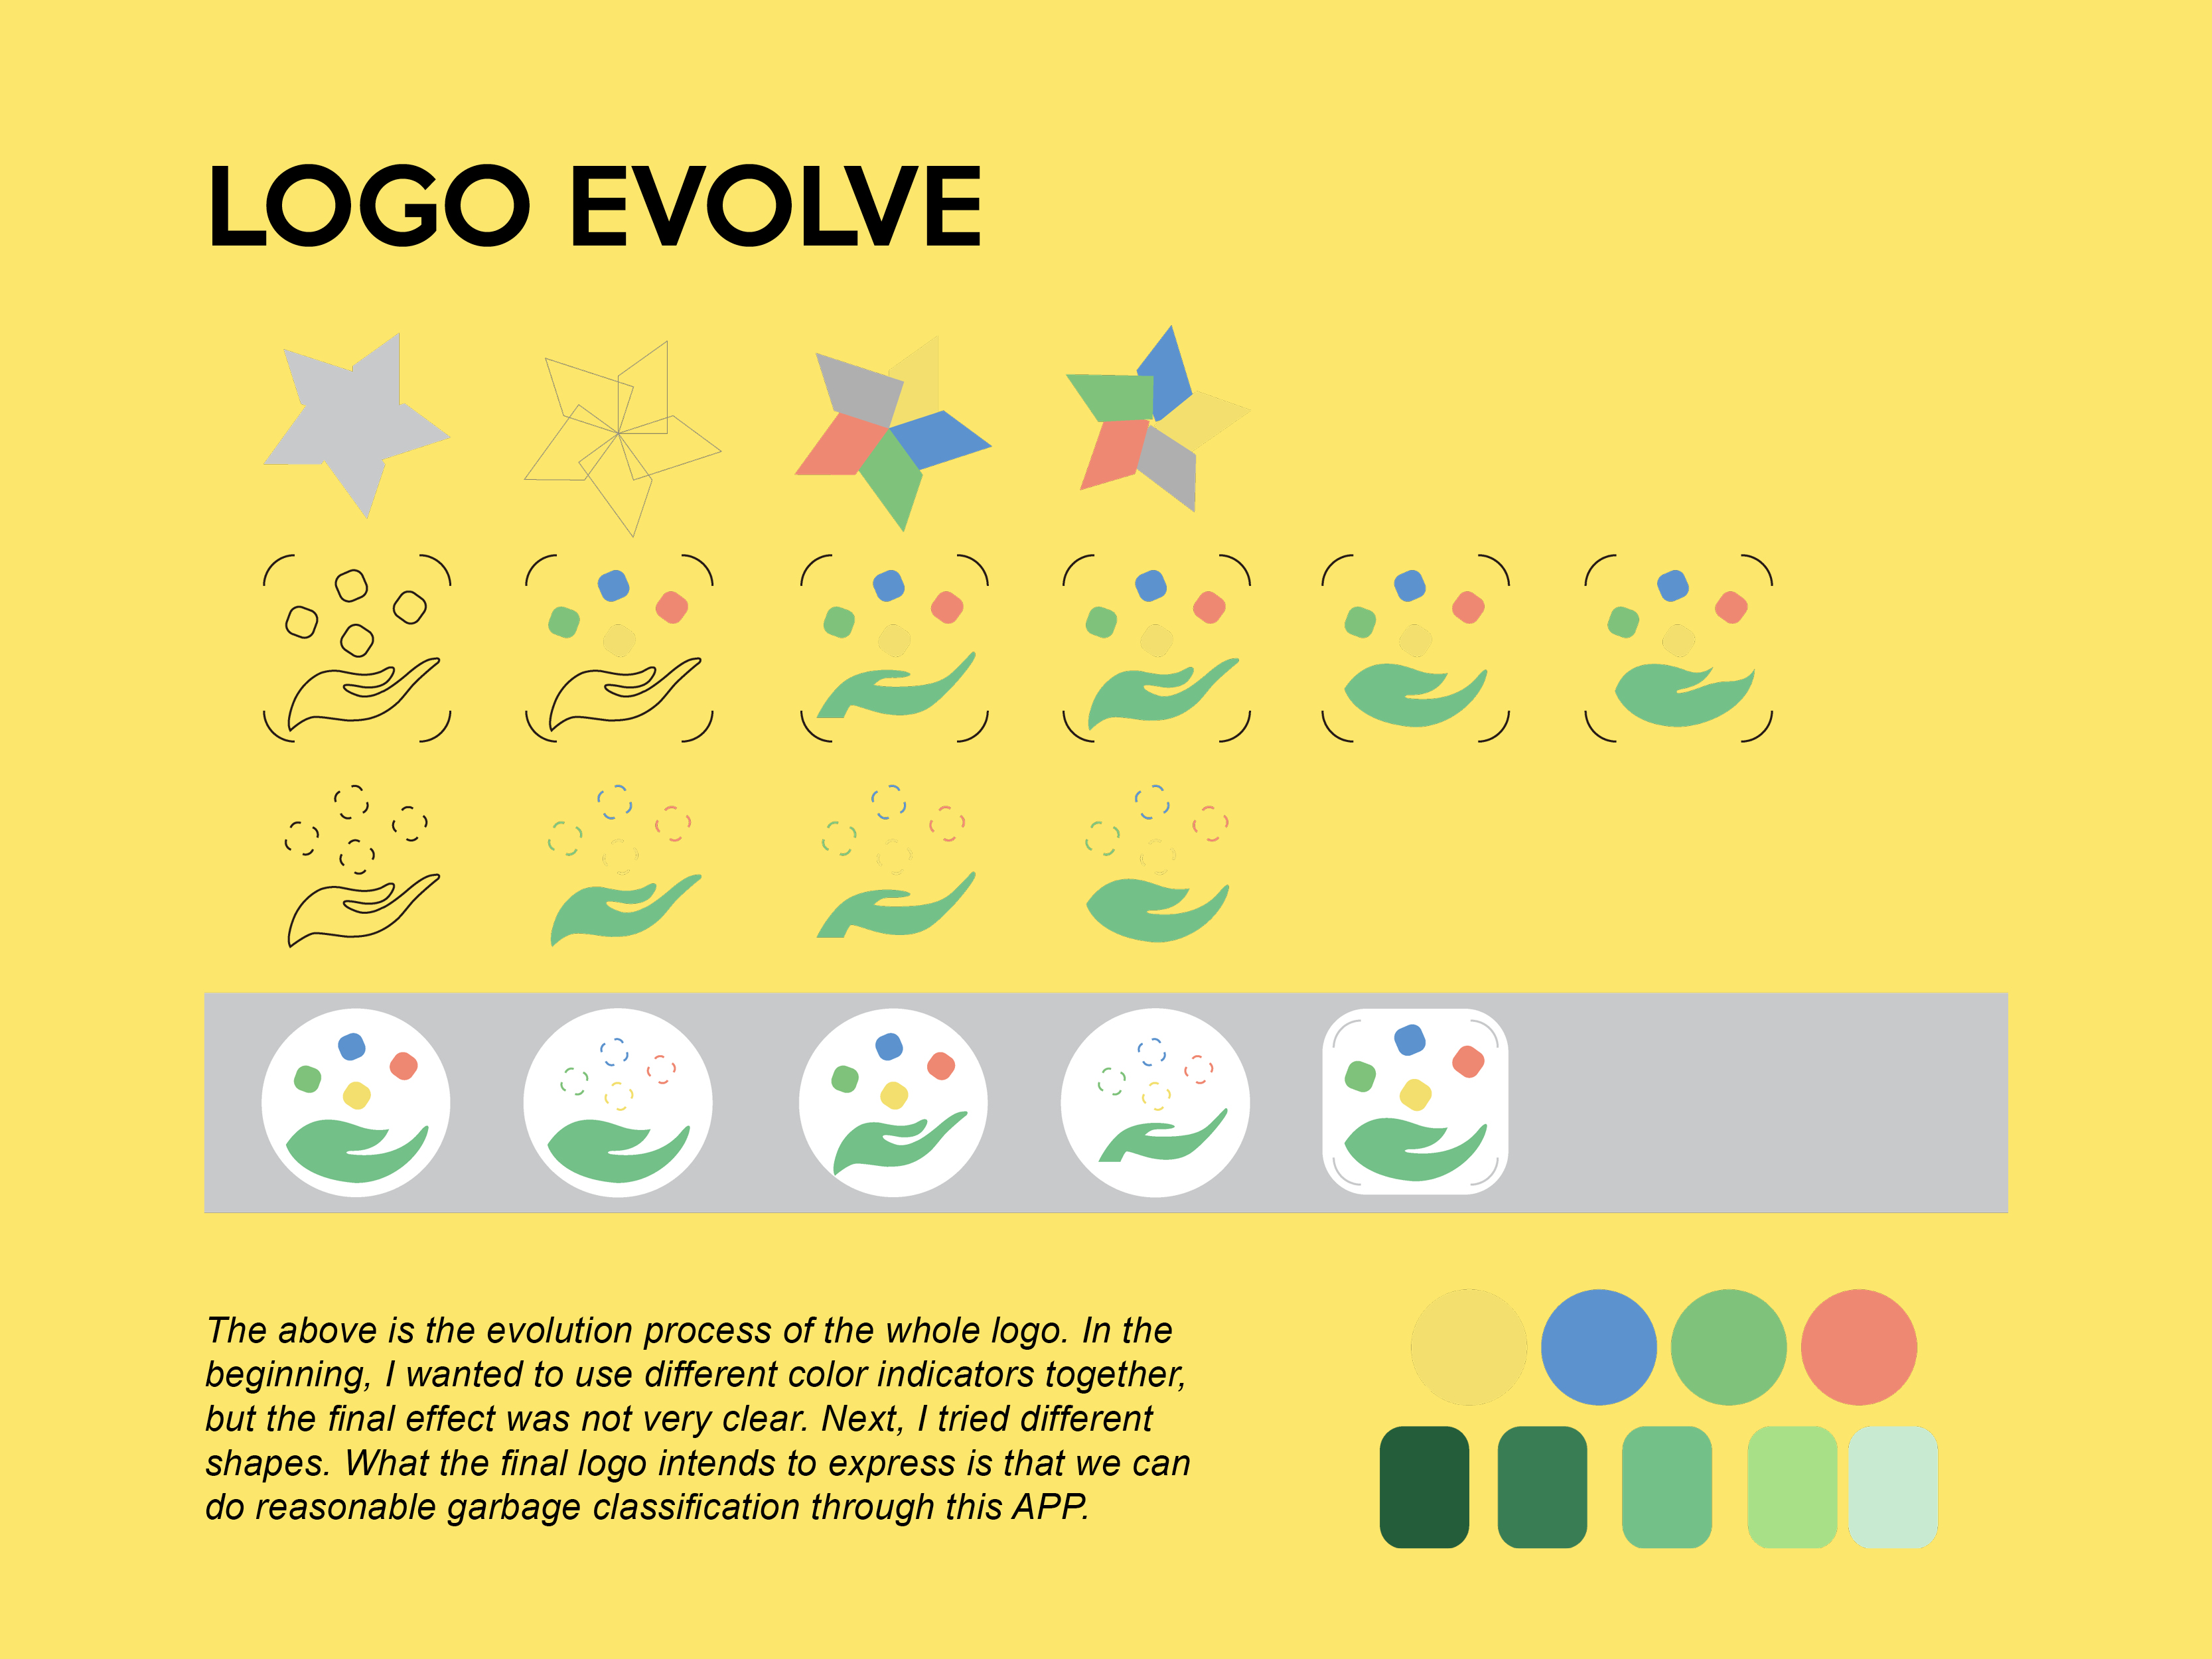 LOGO EVOLVE
The above is the evolution process of the whole logo. In the
beginning, I wanted to use different color indicators together,
but the final effect was not very clear. Next, I tried different
shapes. What the final logo intends to express is that we can
do reasonable garbage classification through this APP.